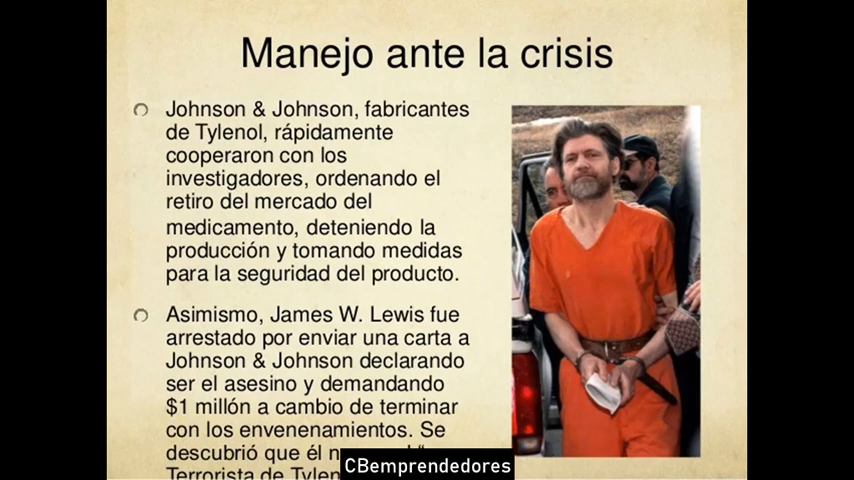 Manejo ante la crisis
Johnson & Johnson, fabricantes
de Tylenol, rápidamente
cooperaron con los
investigadores, ordenando el
retiro del mercado del
medicamento, deteniendo la
producción y tomando medidas
para la seguridad del producto.
Asimismo, James W. Lewis fue
arrestado por enviar una carta a
Johnson & Johnson declarando
ser el asesino y demandando
$1 millón a cambio de terminar
con los envenenamientos. Se
descubrió que él
Terrorista de
CBemprendedores